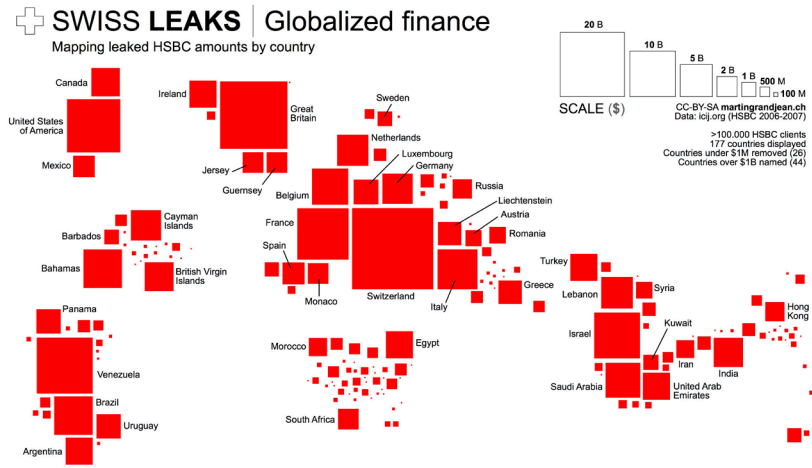 SWISS LEAKS | Globalized finance
Mapping leaked HSBC amounts by country
20 B
10 B
5 B
2 B
1 B
500 M
100 M
SCALE ($)
CC-BY-SA martingrandjean.ch
Data: icij.org (HSBC 2006-2007)
>100.000 HSBC clients
177 countries displayed
Countries under $1M removed (26)
Countries over $1B named (44)
Canada
United States
of America
Mexico
Ireland
Great
Britain
Jersey
Guernsey
Sweden
Netherlands
Luxembourg
Germany
Belgium
Russia
Liechtenstein
Austria
France
Romania
Spain
Monaco
Switzerland
Italy
Greece
Cayman
Islands
Barbados
Bahamas
British Virgin
Islands
Panama
Venezuela
Brazil
Uruguay
Argentina
Morocco
Egypt
South Africa
Turkey
Lebanon
Syria
Israel
Kuwait
Hong
Kong
Iran
India
Saudi Arabia
United Arab
Emirates